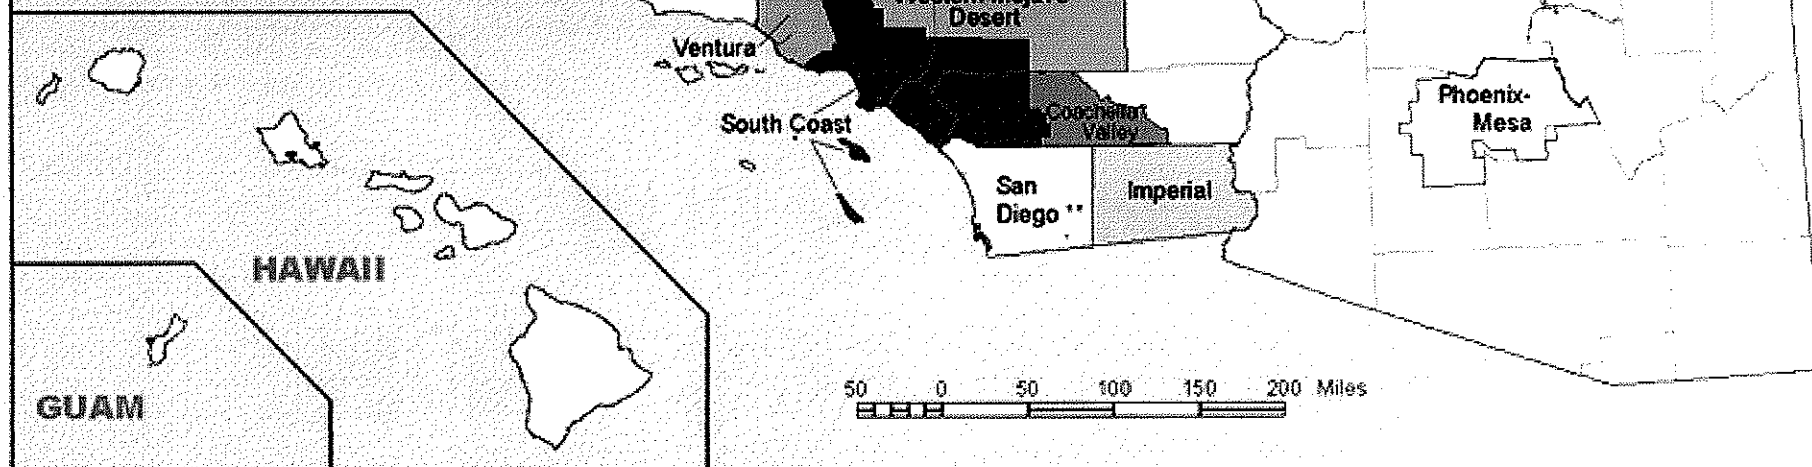 Desert
Ventura
South Coast
Coachella
Valley
Phoenix-
Mesa
San
Diego **
Imperial
HAWAII
GUAM
50 0 50 100 150 200 Miles